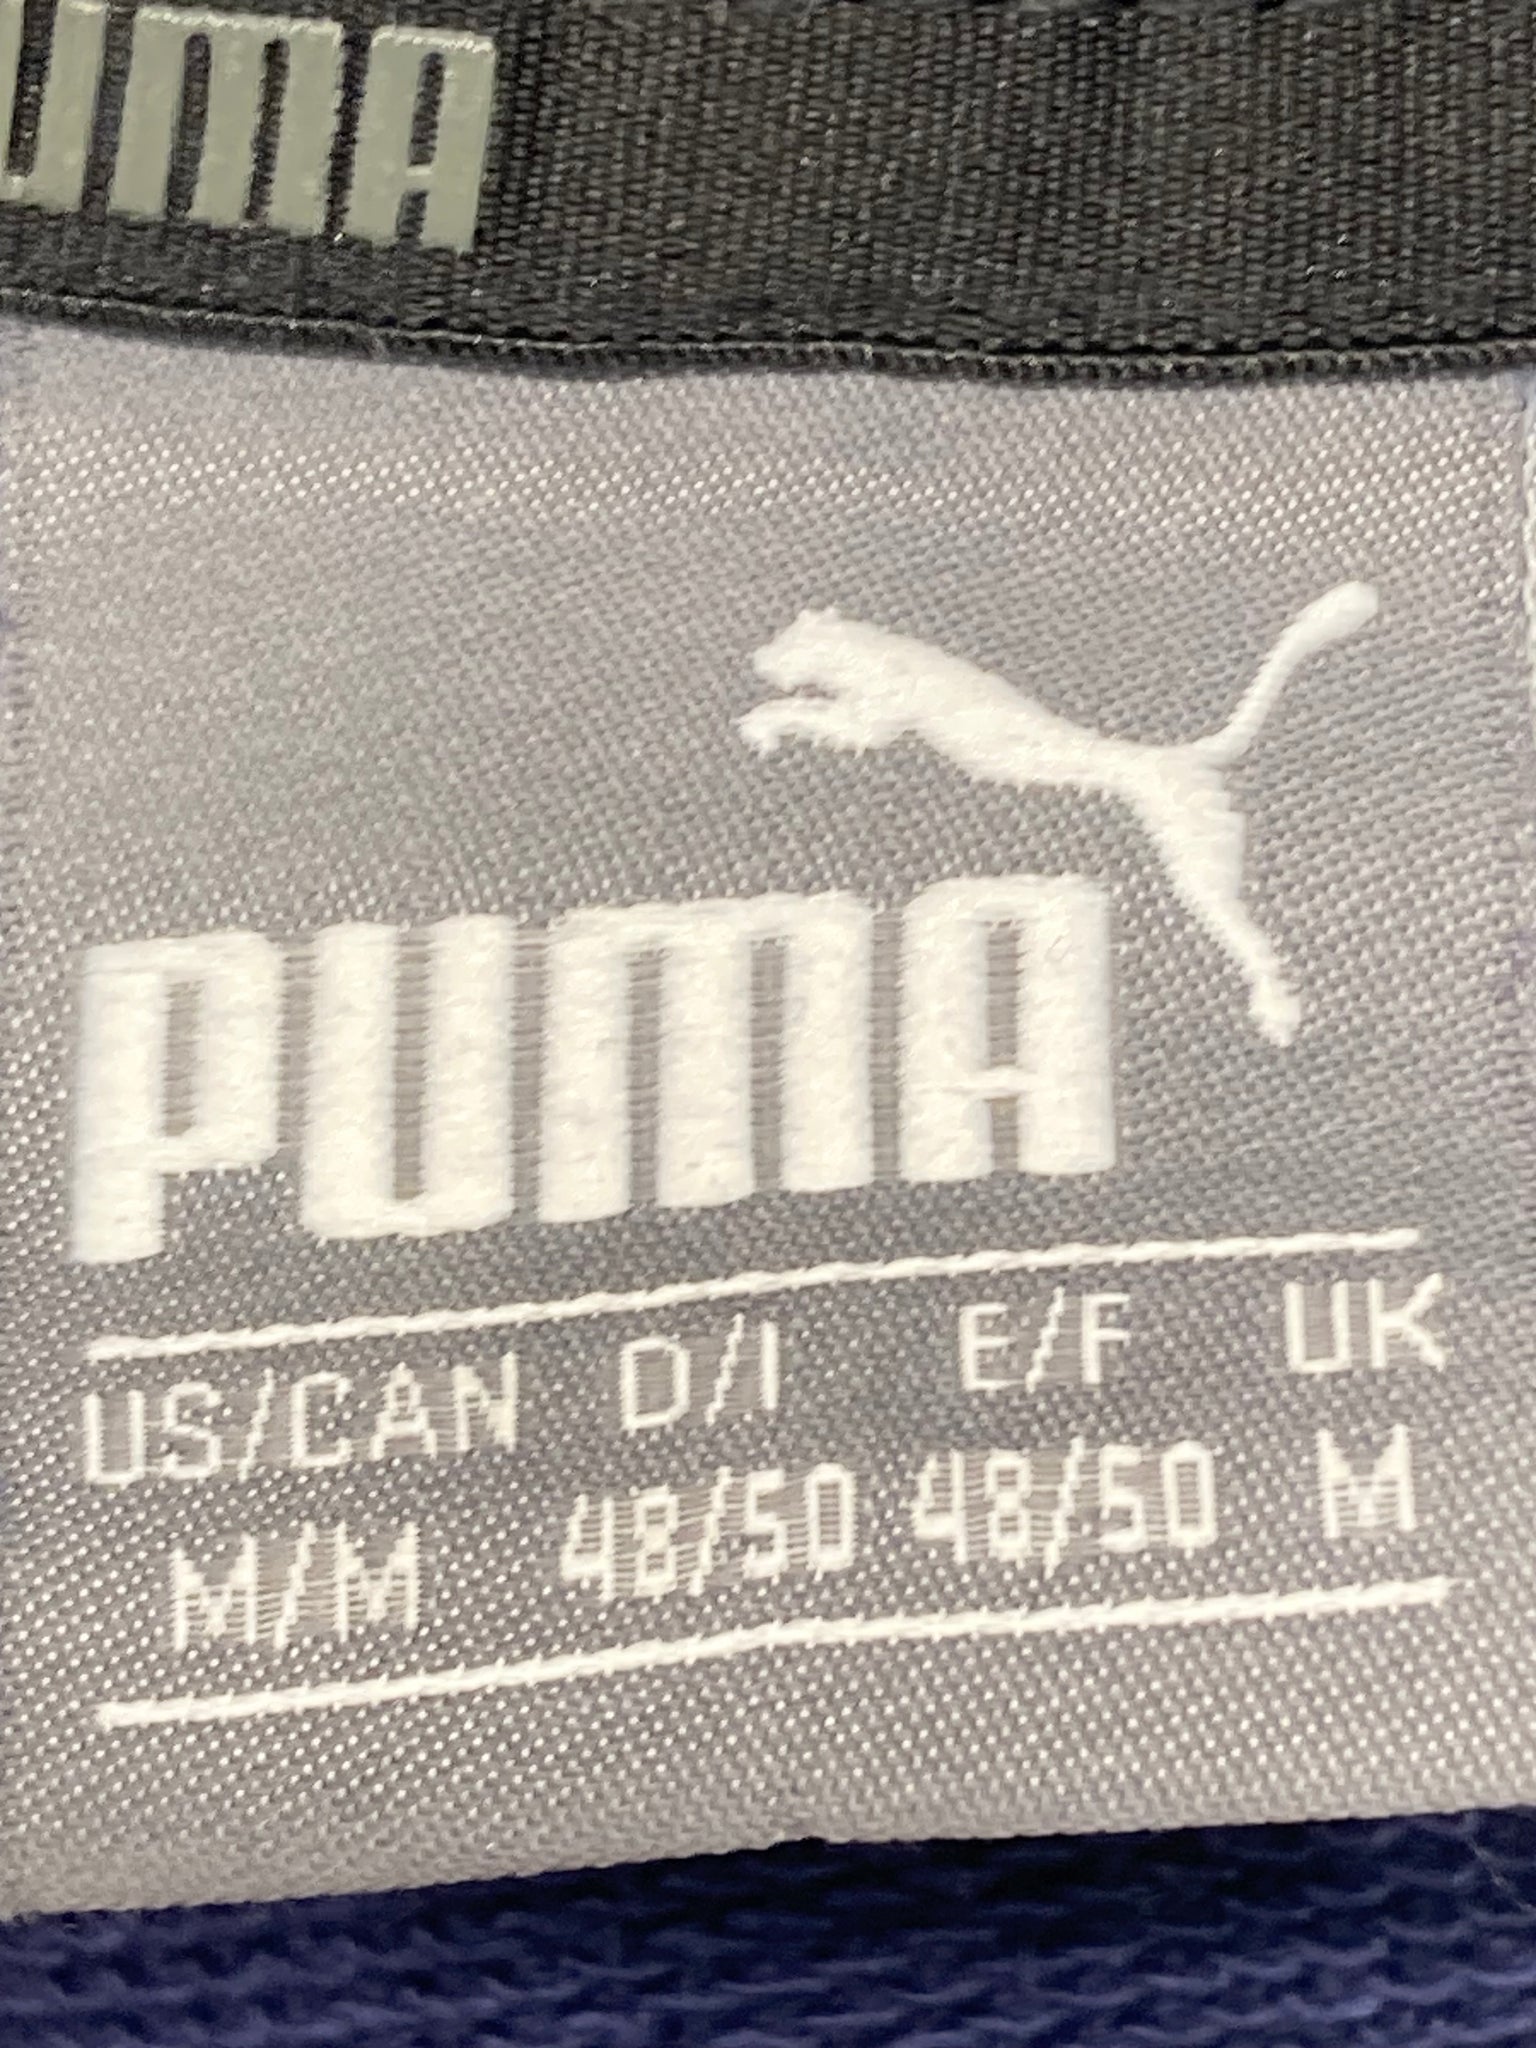 UMA
PUMA
US/CAN D/I E/F UK
M/M 48/50 48/50 M